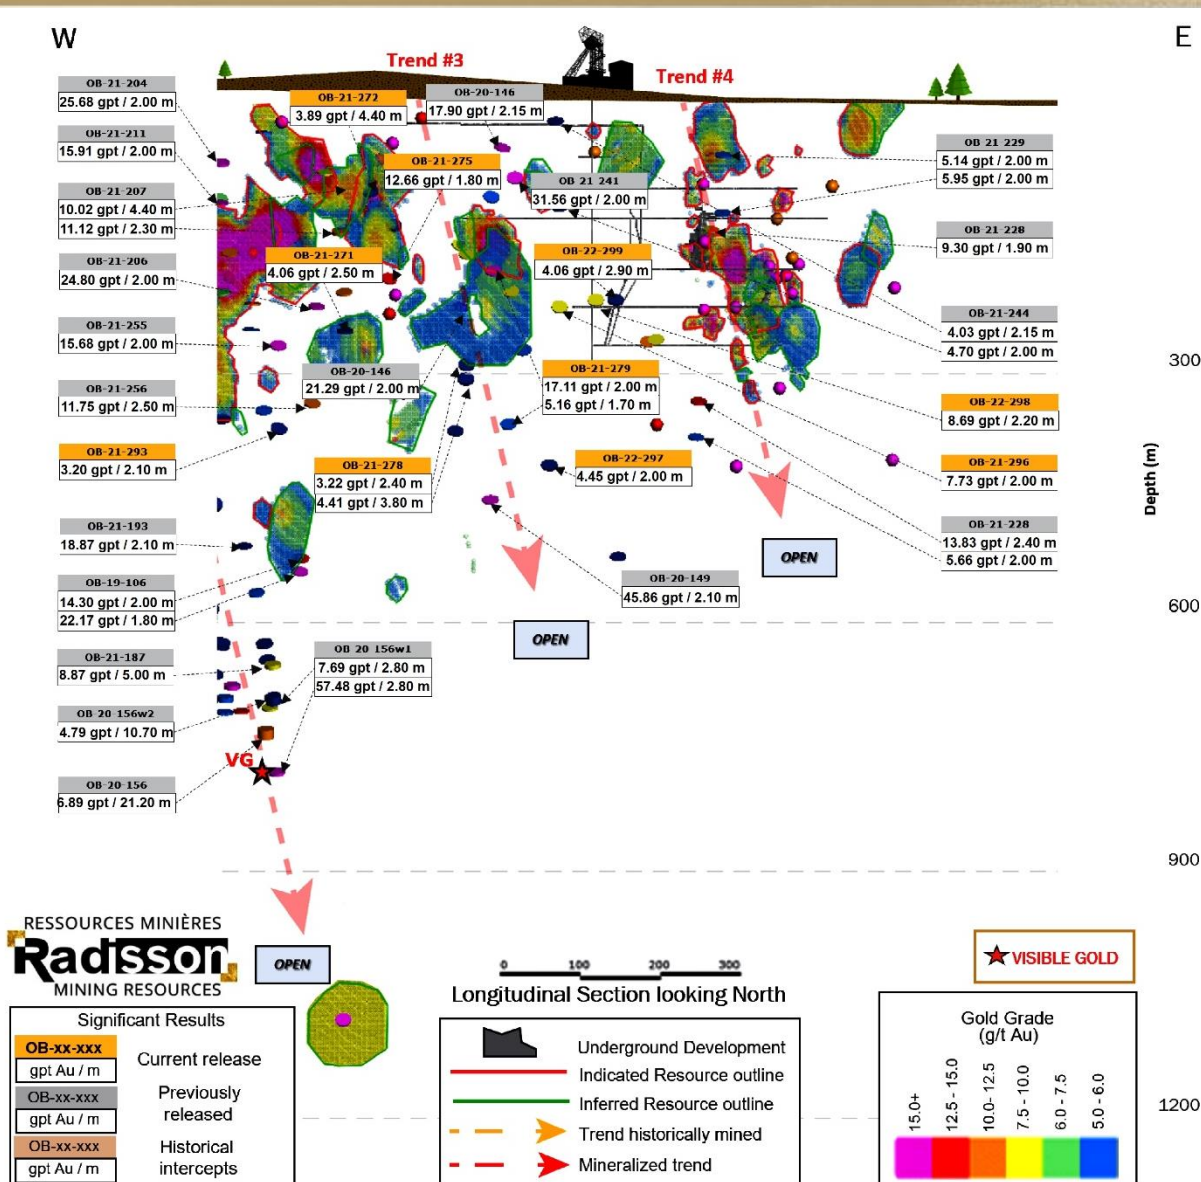 W
E
Trend #3
Trend #4
OB-21-204
25.68 gpt / 2.00 m
OB-21-211
15.91 gpt / 2.00 m
OB-21-207
10.02 gpt / 4.40 m
11.12 gpt / 2.30 m
OB-21-206
24.80 gpt / 2.00 m
OB-21-255
15.68 gpt / 2.00 m
OB-21-256
11.75 gpt / 2.50 m
OB-21-293
3.20 gpt / 2.10 m
OB-21-193
18.87 gpt / 2.10 m
OB-19-106
14.30 gpt / 2.00 m
22.17 gpt / 1.80 m
OB-21-187
8.87 gpt / 5.00 m
OB 20 156w2
4.79 gpt / 10.70 m
OB-20-156
6.89 gpt / 21.20 m
OB-21-272
3.89 gpt / 4.40 m
OB-20-146
17.90 gpt / 2.15 m
OB-21-275
12.66 gpt / 1.80 m
OB 21 241
31.56 gpt / 2.00 m
OB-21-271
4.06 gpt / 2.50 m
OB-22-299
4.06 gpt / 2.90 m
OB-20-146
21.29 gpt / 2.00 m
OB-21-279
17.11 gpt / 2.00 m
5.16 gpt / 1.70 m
OB-21-278
3.22 gpt / 2.40 m
4.41 gpt / 3.80 m
OB-22-297
4.45 gpt / 2.00 m
OB-20-149
45.86 gpt / 2.10 m
OB 20 156w1
7.69 gpt / 2.80 m
57.48 gpt / 2.80 m
VG
OB 21 229
5.14 gpt / 2.00 m
5.95 gpt / 2.00 m
OB 21 228
9.30 gpt / 1.90 m
OB-21-244
4.03 gpt / 2.15 m
4.70 gpt / 2.00 m
OB-22-298
8.69 gpt / 2.20 m
OB-21-296
7.73 gpt / 2.00 m
OB-21-228
13.83 gpt / 2.40 m
5.66 gpt / 2.00 m
OPEN
OPEN
OPEN
300
600
900
1200
Depth (m)
RESSOURCES MINIÈRES
Radisson
MINING RESOURCES
Significant Results
OB-xx-xxx
gpt Au / m
Current release
OB-xx-xxx
gpt Au / m
Previously
released
OB-xx-xxx
gpt Au / m
Historical
intercepts
0 100 200 300
Longitudinal Section looking North
Underground Development
Indicated Resource outline
Inferred Resource outline
Trend historically mined
Mineralized trend
VISIBLE GOLD
Gold Grade
(g/t Au)
15.0+
12.5 - 15.0
10.0- 12.5
7.5 - 10.0
6.0 - 7.5
5.0 - 6.0